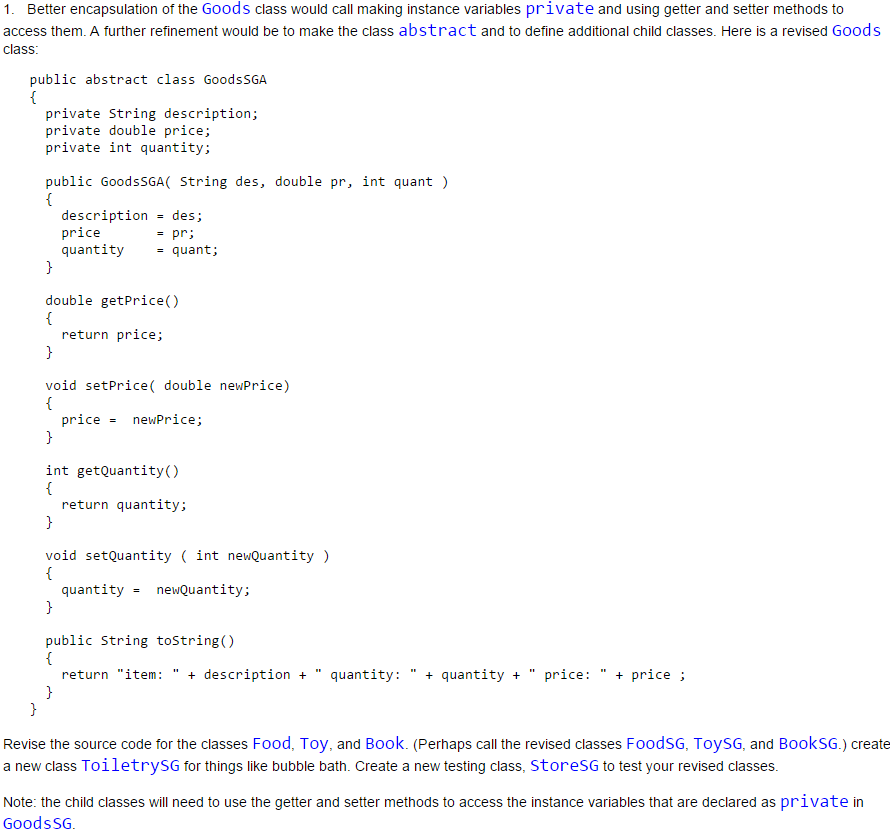 1. Better encapsulation of the Goods class would call making instance variables private and using getter and setter methods to
access them. A further refinement would be to make the class abstract and to define additional child classes. Here is a revised Goods
class:
public abstract class GoodsSGA
{
private String description;
private double price;
private int quantity;
public GoodsSGA( String des, double pr, int quant )
{
description = des;
price = pr;
quantity = quant;
}
double getPrice()
{
return price;
}
void setPrice( double newPrice)
{
price = newPrice;
}
int getQuantity()
{
return quantity;
}
void setQuantity ( int newQuantity )
{
quantity = newQuantity;
}
public String toString()
{
return "item: " + description + " quantity: " + quantity + " price: " + price ;
}
}
Revise the source code for the classes Food, Toy, and Book. (Perhaps call the revised classes FoodSG, ToySG, and BookSG.) create
a new class ToiletrySG for things like bubble bath. Create a new testing class, StoreSG to test your revised classes.
Note: the child classes will need to use the getter and setter methods to access the instance variables that are declared as private in
GoodsSG.